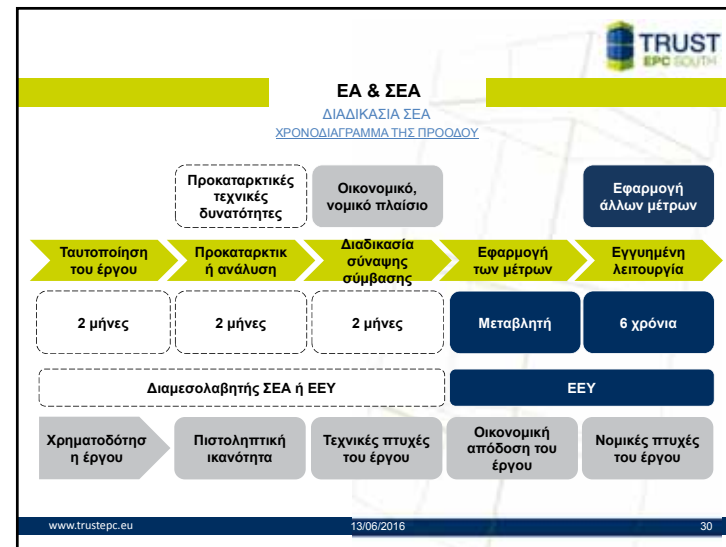 TRUST
EPC SOUTH
ΕΑ & ΣΕΑ
ΔΙΑΔΙΚΑΣΙΑ ΣΕΑ
ΧΡΟΝΟΔΙΑΓΡΑΜΜΑ ΤΗΣ ΠΡΟΟΔΟΥ
Προκαταρκτικές
τεχνικές
δυνατότητες
Οικονομικό,
νομικό πλαίσιο
Εφαρμογή
άλλων μέτρων
Ταυτοποίηση
του έργου
Προκαταρκτικ
ή ανάλυση
Διαδικασία
σύναψης
σύμβασης
Εφαρμογή
των μέτρων
Εγγυημένη
λειτουργία
2 μήνες
2 μήνες
2 μήνες
Μεταβλητή
6 χρόνια
Διαμεσολαβητής ΣΕΑ ή ΕΕΥ
ΕΕΥ
Χρηματοδότησ
η έργου
Πιστοληπτική
ικανότητα
Τεχνικές πτυχές
του έργου
Οικονομική
απόδοση του
έργου
Νομικές πτυχές
του έργου
www.trustepc.eu
13/06/2016
30